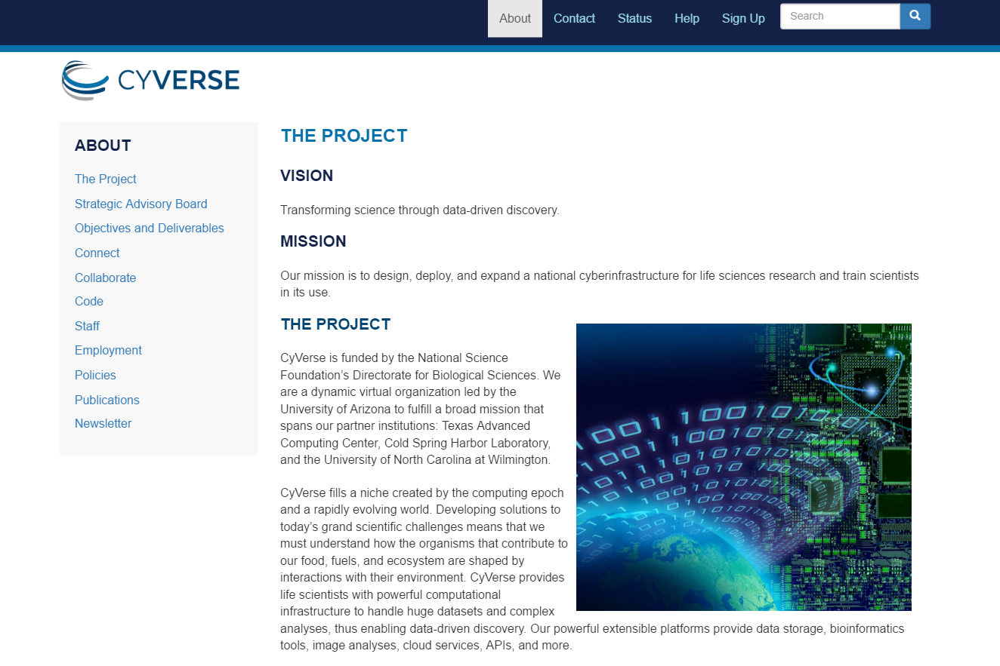 About Contact Status Help Sign Up Search
CYVERSE
ABOUT
The Project
Strategic Advisory Board
Objectives and Deliverables
Connect
Collaborate
Code
Staff
Employment
Policies
Publications
Newsletter
THE PROJECT
VISION
Transforming science through data-driven discovery.
MISSION
Our mission is to design, deploy, and expand a national cyberinfrastructure for life sciences research and train scientists
in its use.
THE PROJECT
CyVerse is funded by the National Science
Foundation’s Directorate for Biological Sciences. We
are a dynamic virtual organization led by the
University of Arizona to fulfill a broad mission that
spans our partner institutions: Texas Advanced
Computing Center, Cold Spring Harbor Laboratory,
and the University of North Carolina at Wilmington.
CyVerse fills a niche created by the computing epoch
and a rapidly evolving world. Developing solutions to
today’s grand scientific challenges means that we
must understand how the organisms that contribute to
our food, fuels, and ecosystem are shaped by
interactions with their environment. CyVerse provides
life scientists with powerful computational
infrastructure to handle huge datasets and complex
analyses, thus enabling data-driven discovery. Our powerful extensible platforms provide data storage, bioinformatics
tools, image analyses, cloud services, APIs, and more.